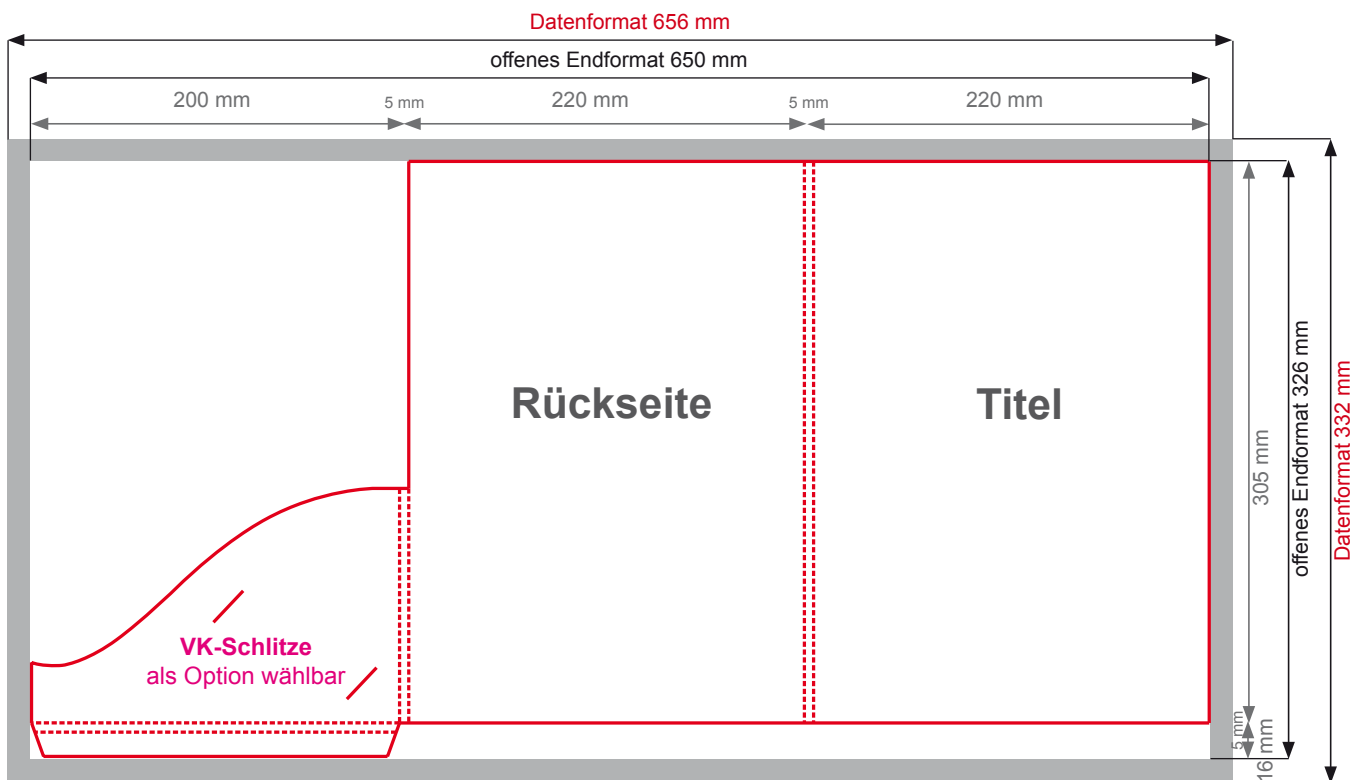 Datenformat 656 mm
offenes Endformat 650 mm
200 mm
5 mm
220 mm
5 mm
220 mm
Rückseite
Titel
VK-Schlitze
als Option wählbar
305 mm
offenes Endformat 326 mm
Datenformat 332 mm
5 mm
16 mm